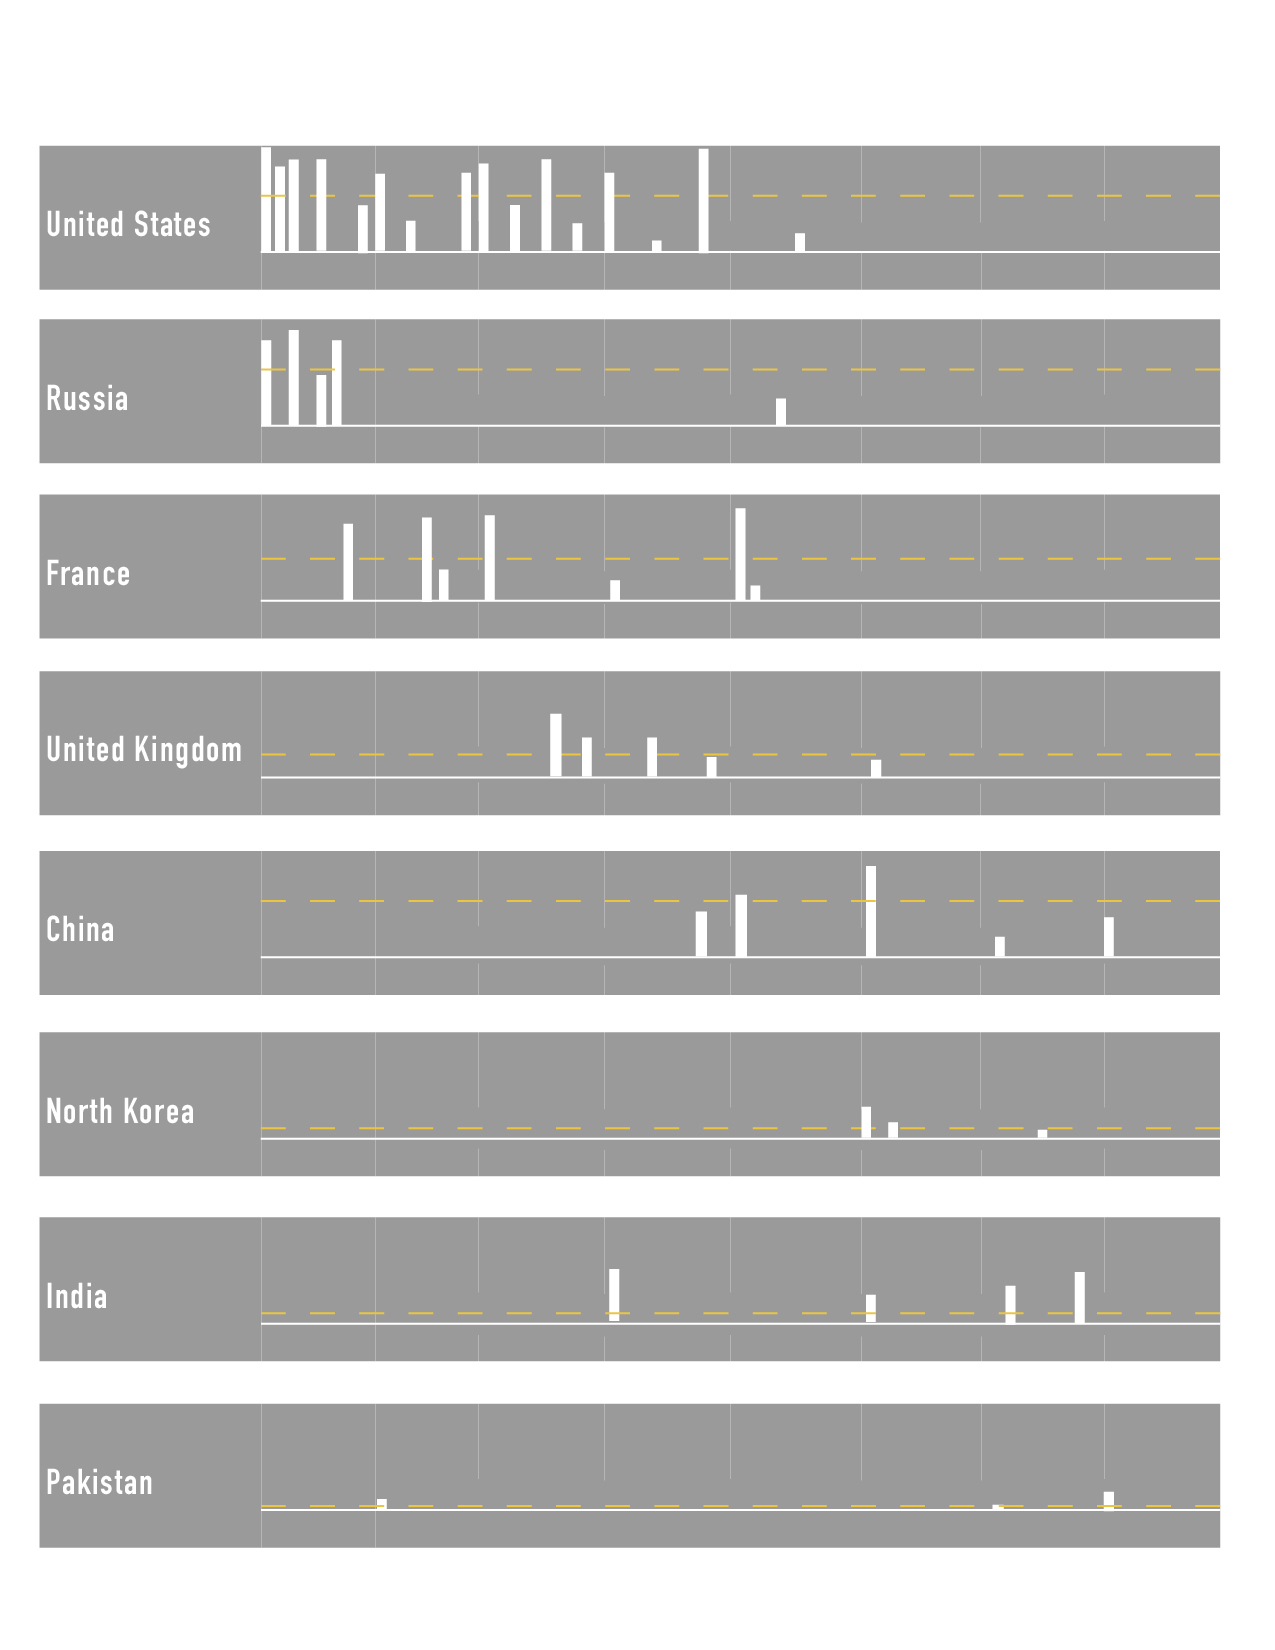 United States
Russia
France
United Kingdom
China
North Korea
India
Pakistan